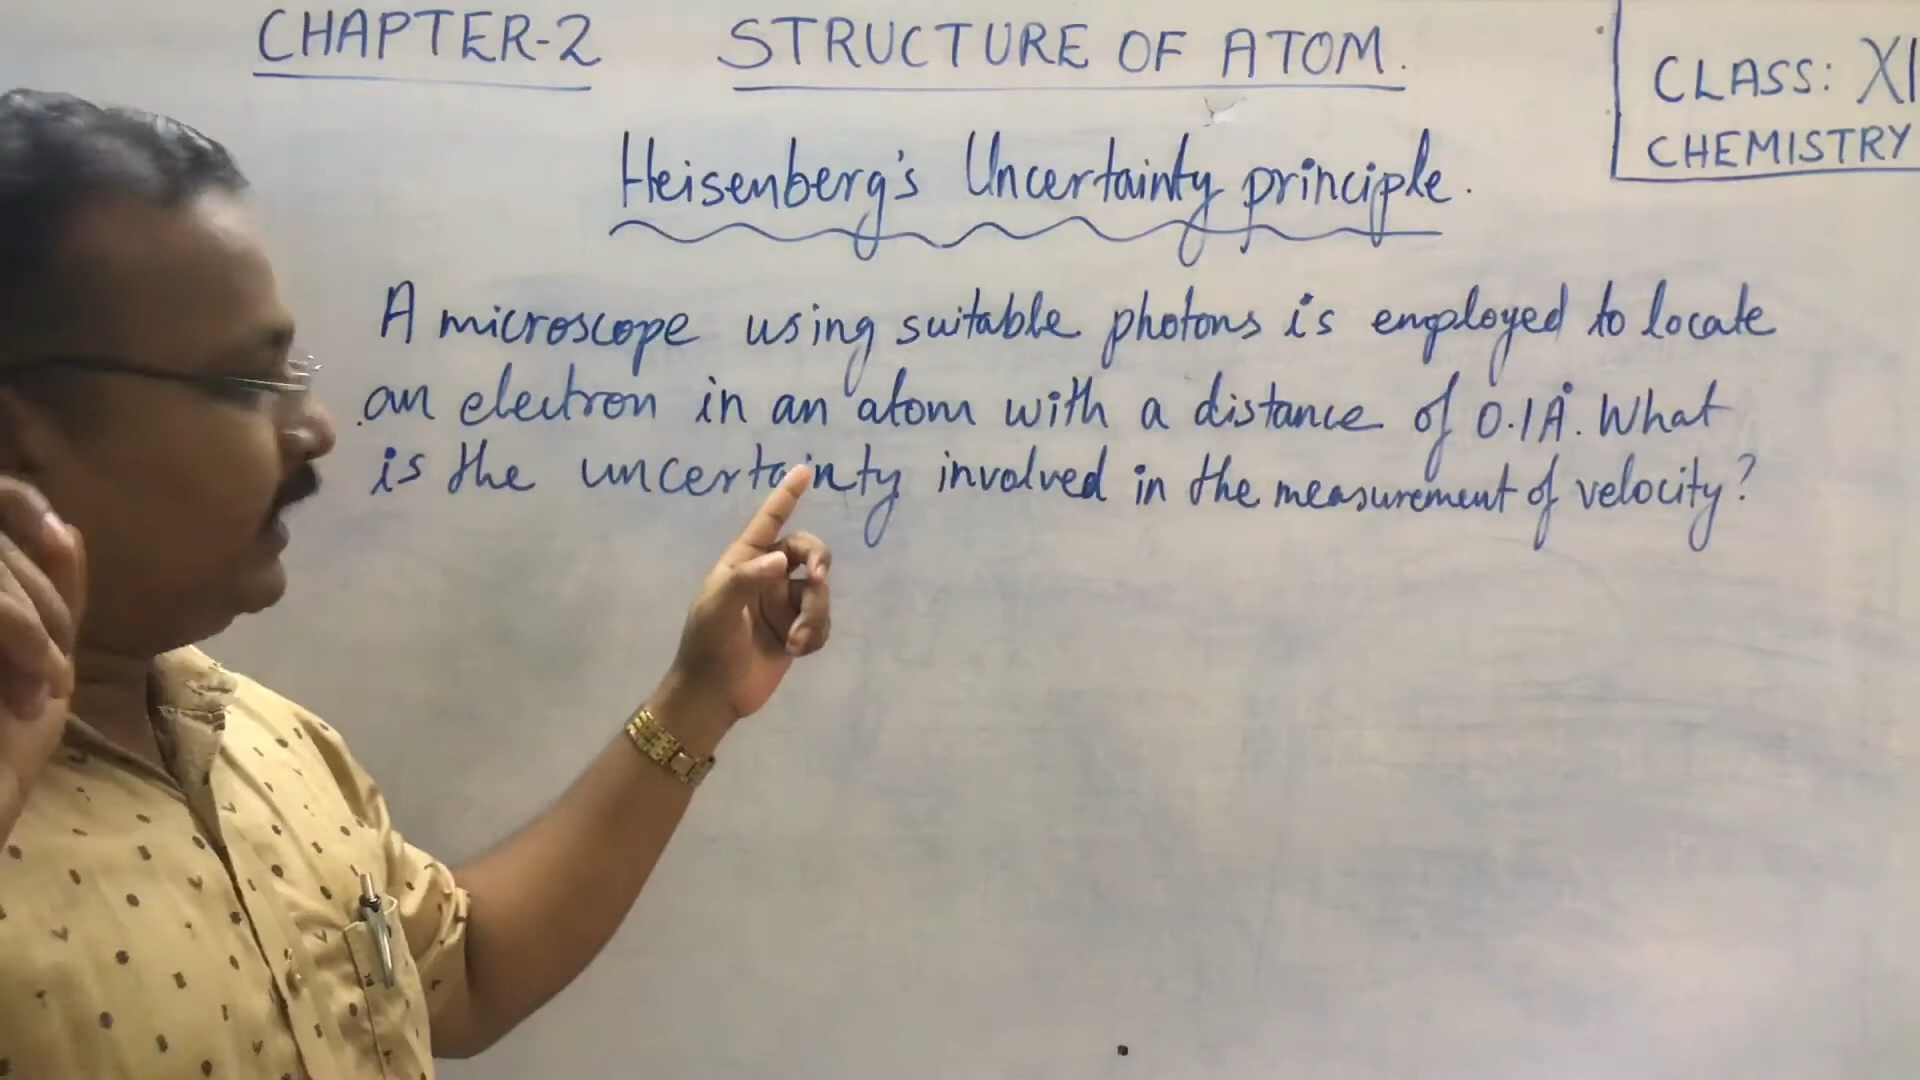 CHAPTER-2 STRUCTURE OF ATOM.
CLASS: XI
CHEMISTRY
Heisenberg's Uncertainty principle.
A microscope using suitable photons is employed to locate
an electron in an atom with a distance of 0.1Å. What
is the uncertainty involved in the measurement of velocity?